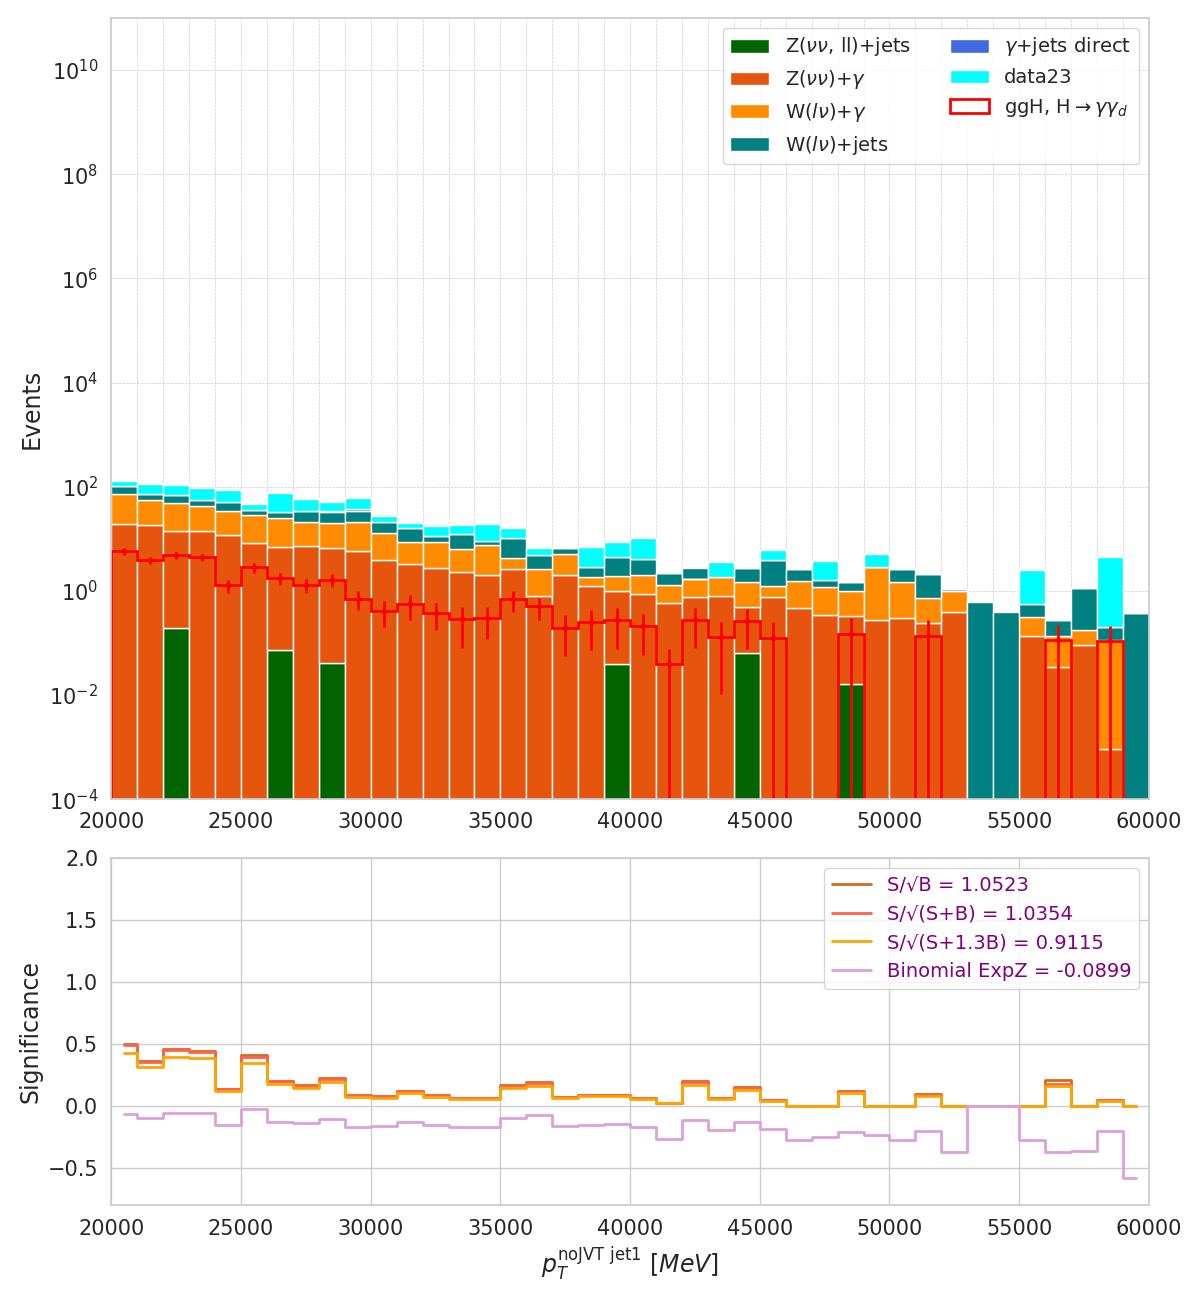 Z(νν, ll)+jets
Z(νν)+γ
W(lν)+γ
W(lν)+jets
γ+jets direct
data23
ggH, H→γγd
10^10
10^8
10^6
10^4
10^2
10^0
10^−2
10^−4
Events
20000 25000 30000 35000 40000 45000 50000 55000 60000
S/√B = 1.0523
S/√(S+B) = 1.0354
S/√(S+1.3B) = 0.9115
Binomial ExpZ = -0.0899
2.0
1.5
1.0
0.5
0.0
−0.5
Significance
20000 25000 30000 35000 40000 45000 50000 55000 60000
p_T^noJVT jet1 [MeV]